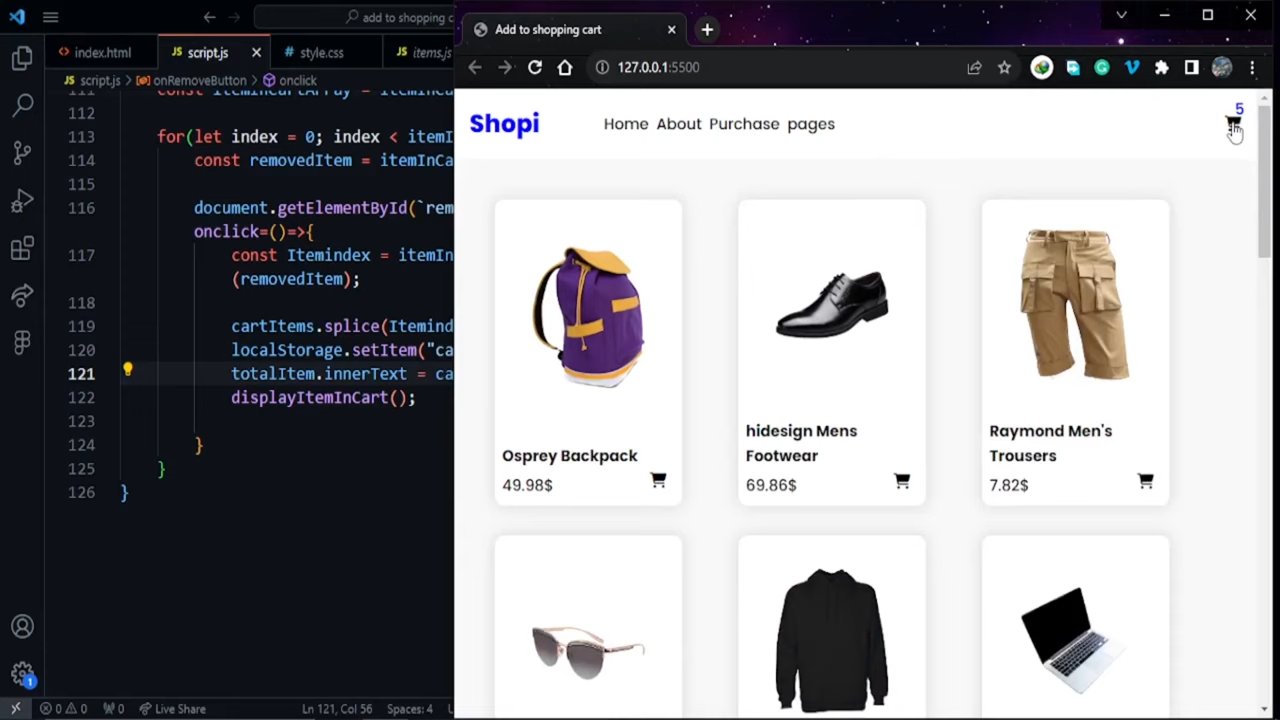 add to shopping c
index.html
script.js
style.css
items.js
script.js > onRemoveButton > onclick
112
113 for(let index = 0; index < itemI
114 const removedItem = itemInCa
115
116 document.getElementById(`rem
onclick=()=>{
117 const Itemindex = itemIn
(removedItem);
118
119 cartItems.splice(Itemind
120 localStorage.setItem("ca
121 totalItem.innerText = ca
122 displayItemInCart();
123
124 }
125 }
126 }
1
0 0 0 Live Share Ln 121, Col 56 Spaces: 4
Add to shopping cart
127.0.0.1:5500
Shopi
Home About Purchase pages
5
Osprey Backpack
49.98$
hidesign Mens
Footwear
69.86$
Raymond Men's
Trousers
7.82$